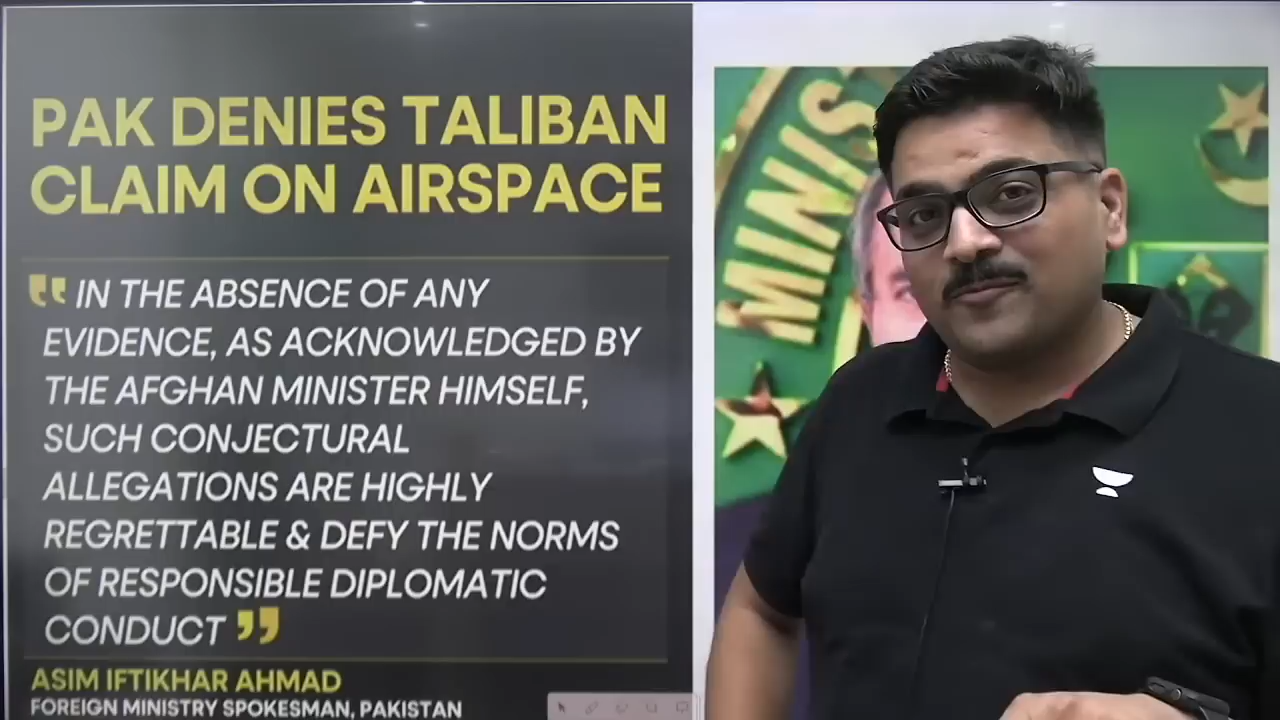 PAK DENIES TALIBAN
CLAIM ON AIRSPACE
“ IN THE ABSENCE OF ANY
EVIDENCE, AS ACKNOWLEDGED BY
THE AFGHAN MINISTER HIMSELF,
SUCH CONJECTURAL
ALLEGATIONS ARE HIGHLY
REGRETTABLE & DEFY THE NORMS
OF RESPONSIBLE DIPLOMATIC
CONDUCT ”
ASIM IFTIKHAR AHMAD
FOREIGN MINISTRY SPOKESMAN, PAKISTAN
MINIS